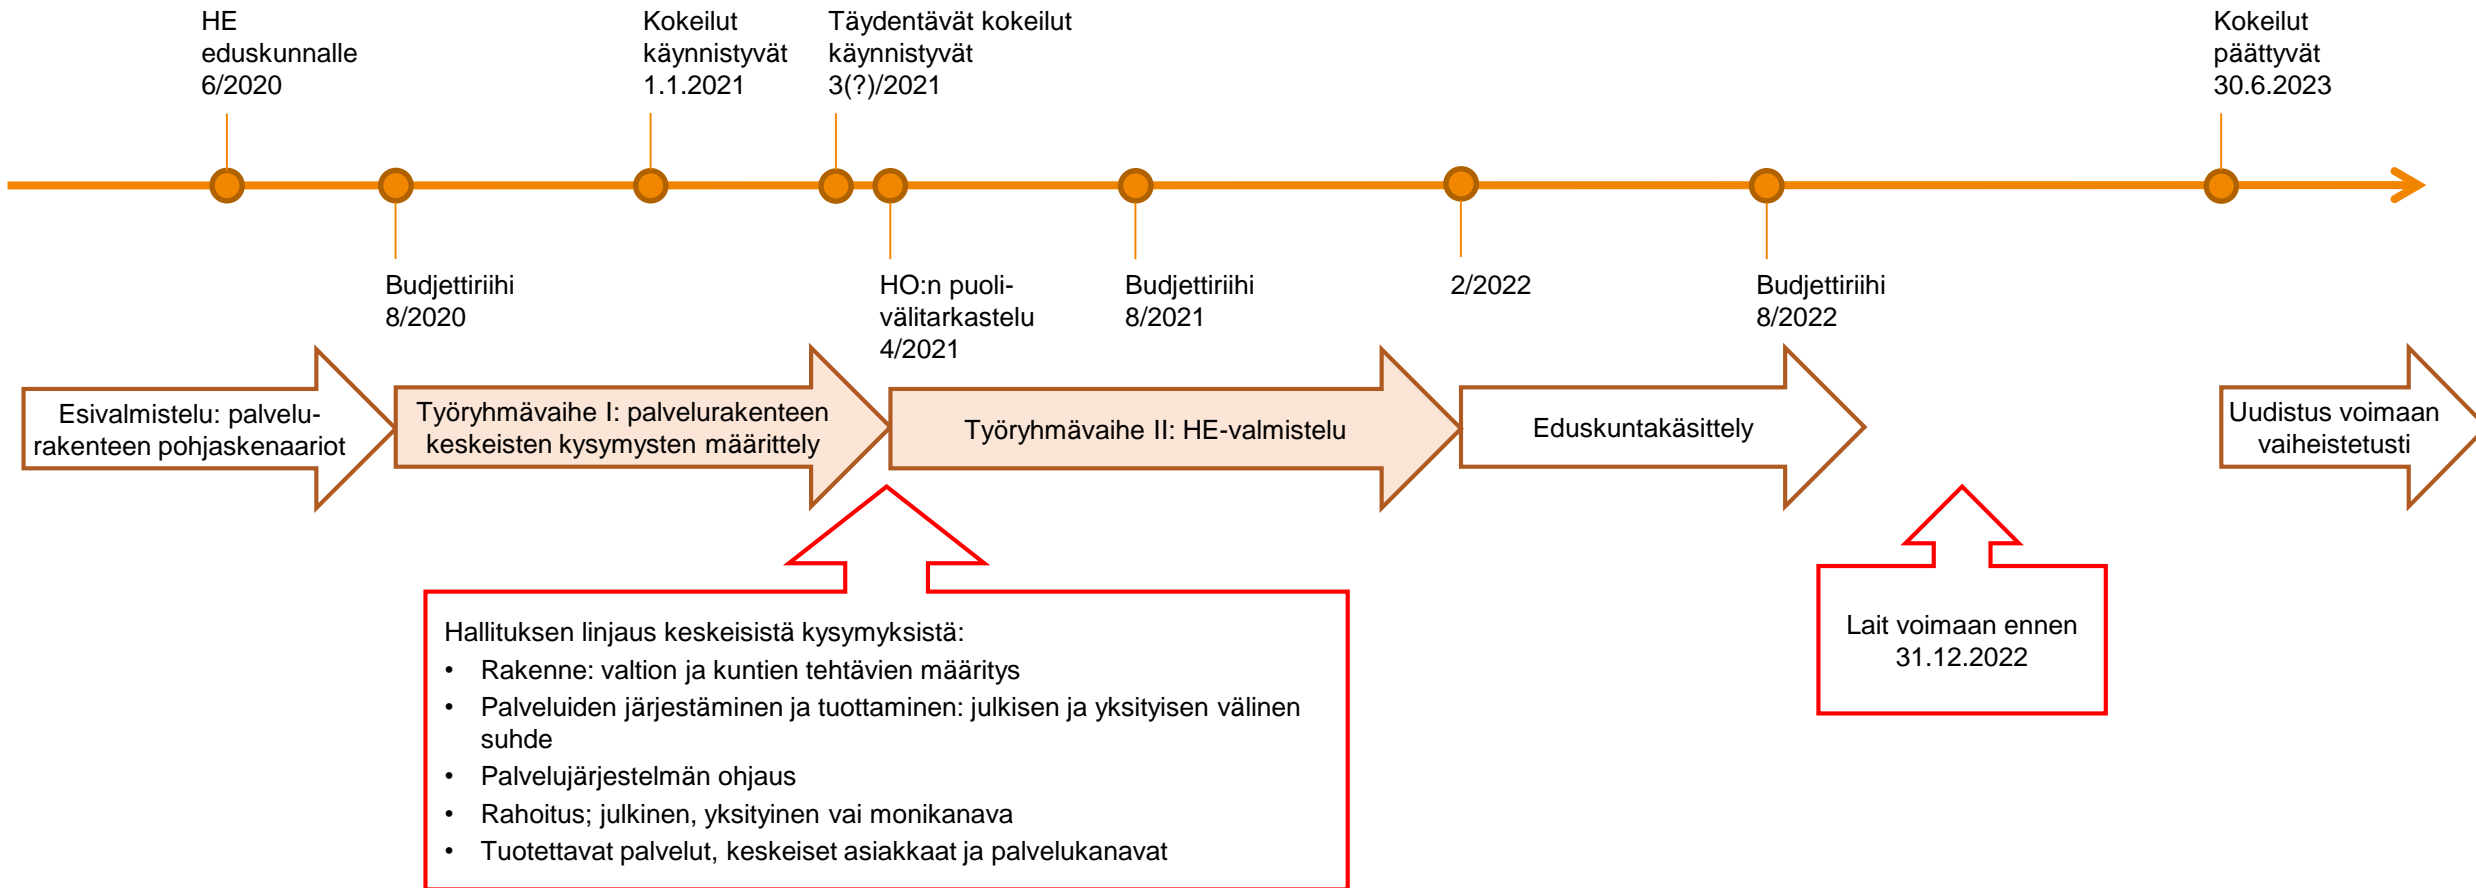 HE
eduskunnalle
6/2020
Kokeilut
käynnistyvät
1.1.2021
Täydentävät kokeilut
käynnistyvät
3(?)/2021
Kokeilut
päättyvät
30.6.2023
Budjettiriihi
8/2020
HO:n puoli-
välitarkastelu
4/2021
Budjettiriihi
8/2021
2/2022
Budjettiriihi
8/2022
Esivalmistelu: palvelu-
rakenteen pohjaskenaariot
Työryhmävaihe I: palvelurakenteen
keskeisten kysymysten määrittely
Työryhmävaihe II: HE-valmistelu
Eduskuntakäsittely
Uudistus voimaan
vaiheistetusti
Hallituksen linjaus keskeisistä kysymyksistä:
• Rakenne: valtion ja kuntien tehtävien määritys
• Palveluiden järjestäminen ja tuottaminen: julkisen ja yksityisen välinen
suhde
• Palvelujärjestelmän ohjaus
• Rahoitus; julkinen, yksityinen vai monikanava
• Tuotettavat palvelut, keskeiset asiakkaat ja palvelukanavat
Lait voimaan ennen
31.12.2022